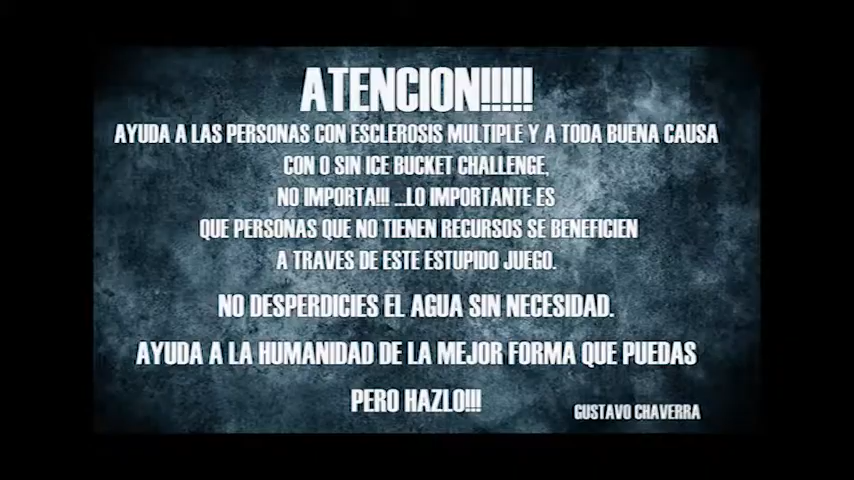 ATENCION!!!!!
AYUDA A LAS PERSONAS CON ESCLEROSIS MULTIPLE Y A TODA BUENA CAUSA
CON O SIN ICE BUCKET CHALLENGE,
NO IMPORTA!!! ...LO IMPORTANTE ES
QUE PERSONAS QUE NO TIENEN RECURSOS SE BENEFICIEN
A TRAVES DE ESTE ESTUPIDO JUEGO.
NO DESPERDICIES EL AGUA SIN NECESIDAD.
AYUDA A LA HUMANIDAD DE LA MEJOR FORMA QUE PUEDAS
PERO HAZLO!!!
GUSTAVO CHAVERRA